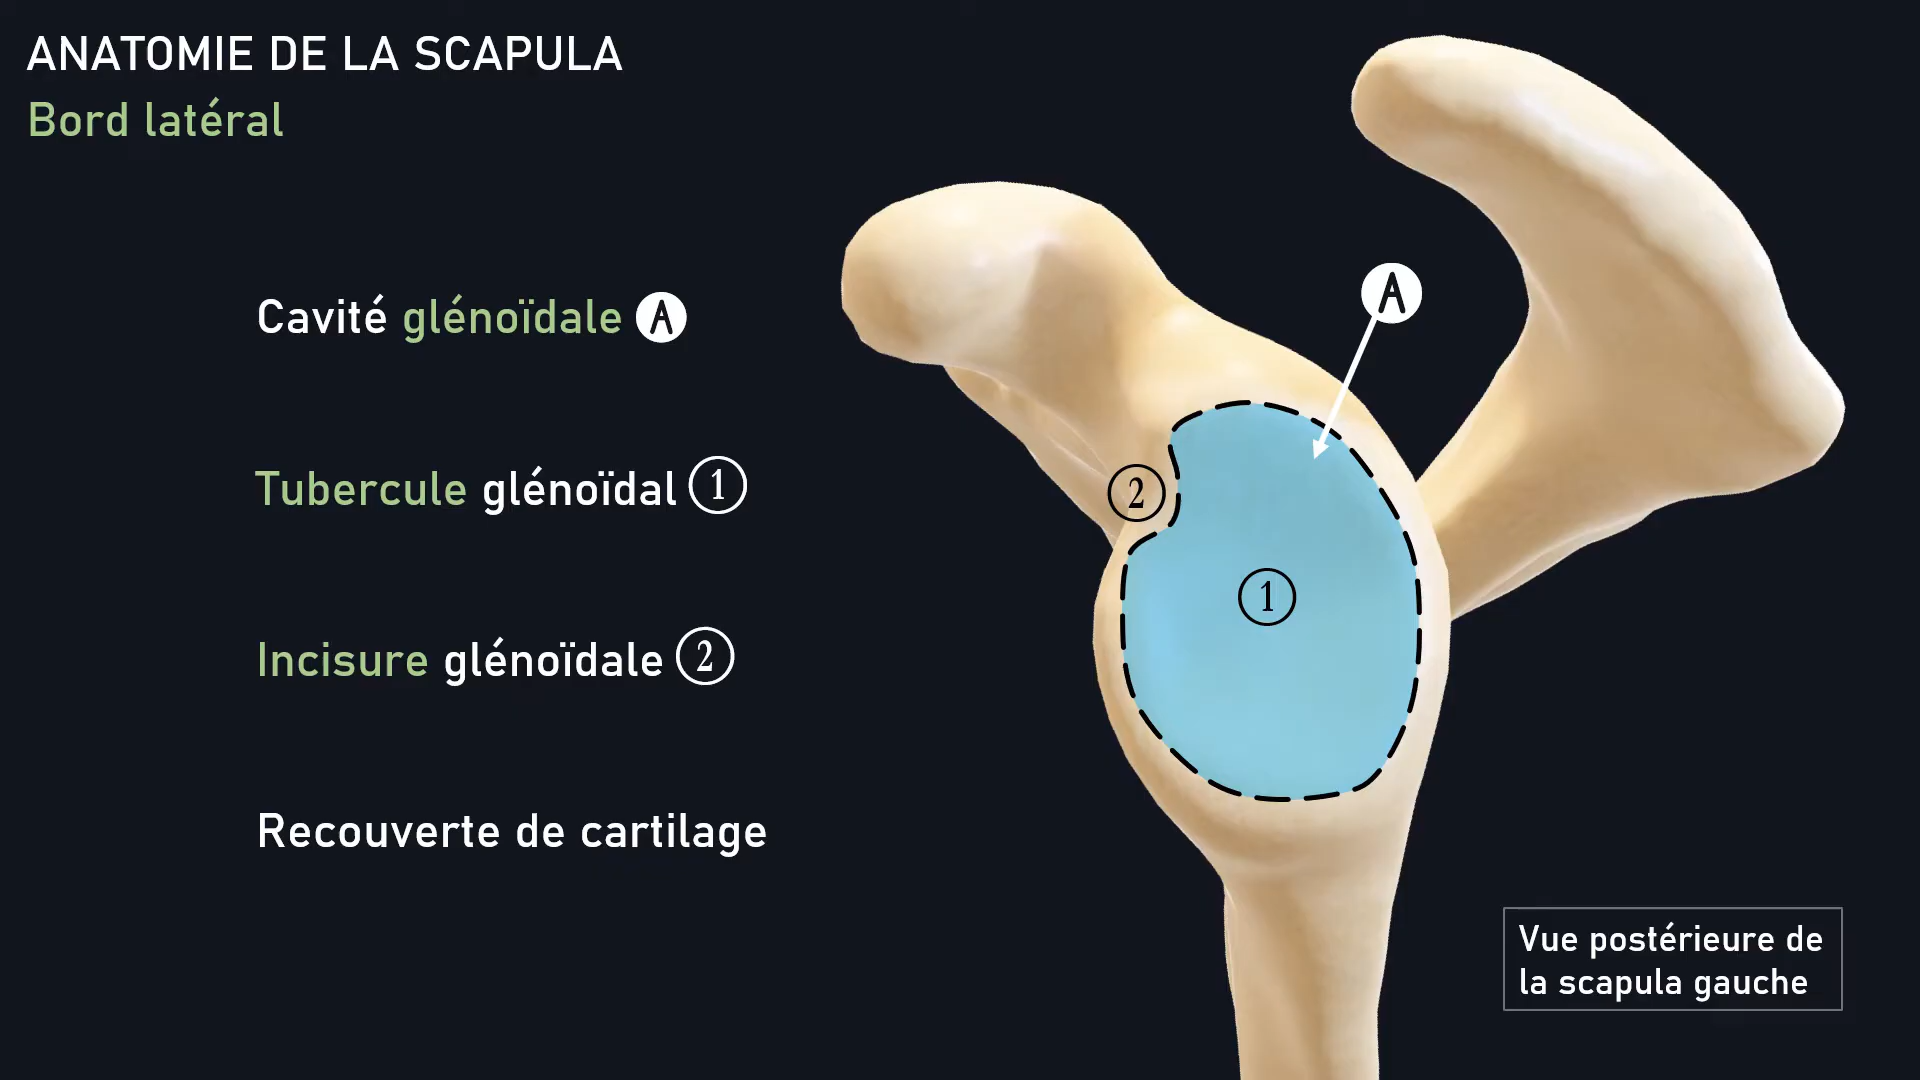 ANATOMIE DE LA SCAPULA
Bord latéral
Cavité glénoïdale A
Tubercule glénoïdal 1
Incisure glénoïdale 2
Recouverte de cartilage
A
2
1
Vue postérieure de
la scapula gauche